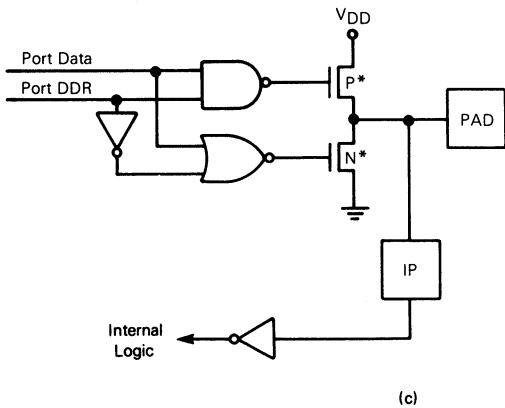 VDD
Port Data
P*
Port DDR
PAD
N*
IP
Internal
Logic
(c)